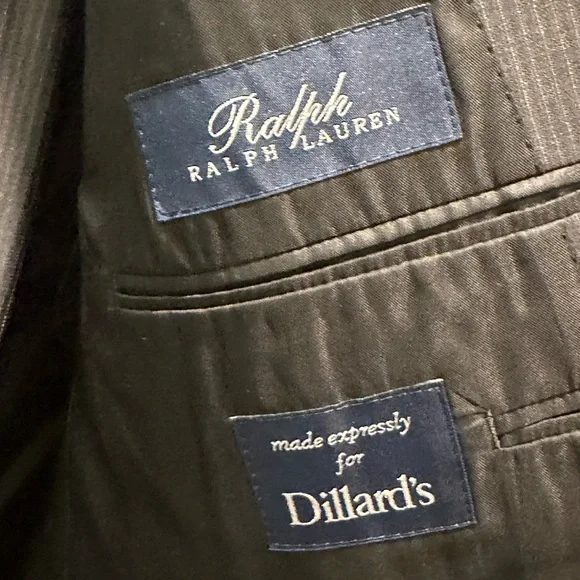 Ralph
RALPH LAUREN
made expressly
for
Dillard's